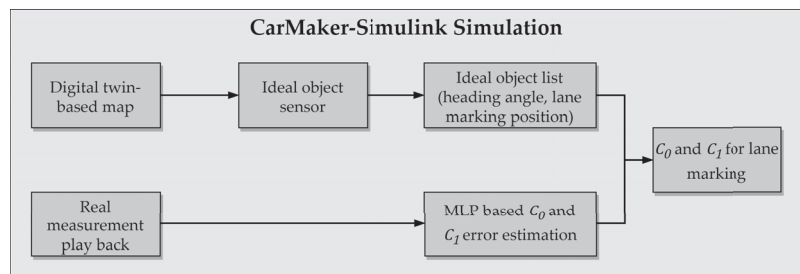 CarMaker-Simulink Simulation
Digital twin-
based map
Ideal object
sensor
Ideal object list
(heading angle, lane
marking position)
C₀ and C₁ for lane
marking
Real
measurement
play back
MLP based C₀ and
C₁ error estimation